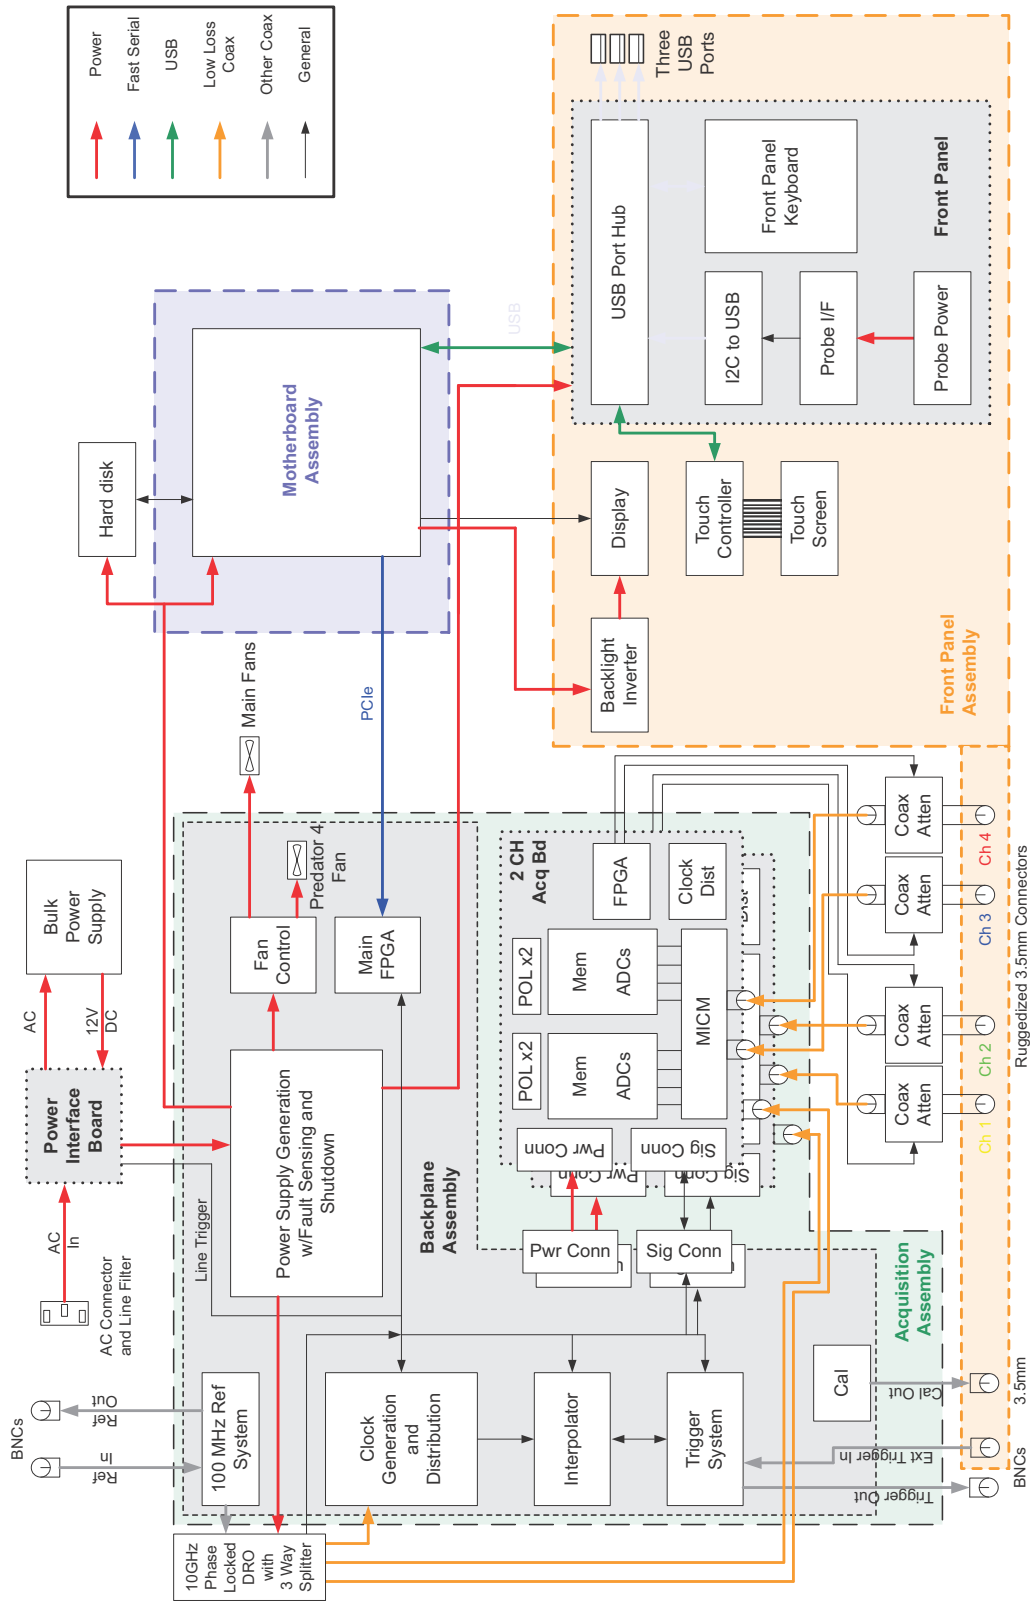 Power
Fast Serial
USB
Low Loss
Coax
Other Coax
General
Three
USB
Ports
USB Port Hub
Front Panel
Keyboard
Front Panel
I2C to USB
Probe I/F
Probe Power
USB
Motherboard
Assembly
Hard disk
Display
Touch
Controller
Touch
Screen
Backlight
Inverter
Front Panel
Assembly
Main Fans
PCIe
Predator 4
Fan
Bulk
Power
Supply
AC
12V
DC
Fan
Control
Main
FPGA
Power
Interface
Board
AC
In
AC Connector
and Line Filter
Line Trigger
Power Supply Generation
w/Fault Sensing and
Shutdown
Backplane
Assembly
2 CH
Acq Bd
FPGA
Clock
Dist
POL x2
Mem
ADCs
POL x2
Mem
ADCs
MICM
Pwr Conn
Sig Conn
Pwr Conn
Sig Conn
Pwr Conn
Sig Conn
Coax
Atten
Coax
Atten
Coax
Atten
Coax
Atten
Ch 4
Ch 3
Ch 2
Ch 1
Ruggedized 3.5mm Connectors
Acquisition
Assembly
BNCs
Ref
Out
Ref
In
100 MHz Ref
System
Clock
Generation
and
Distribution
Interpolator
Trigger
System
Cal
Cal Out
Ext Trigger In
Trigger Out
3.5mm
BNCs
10GHz
Phase
Locked
DRO
with
3 Way
Splitter